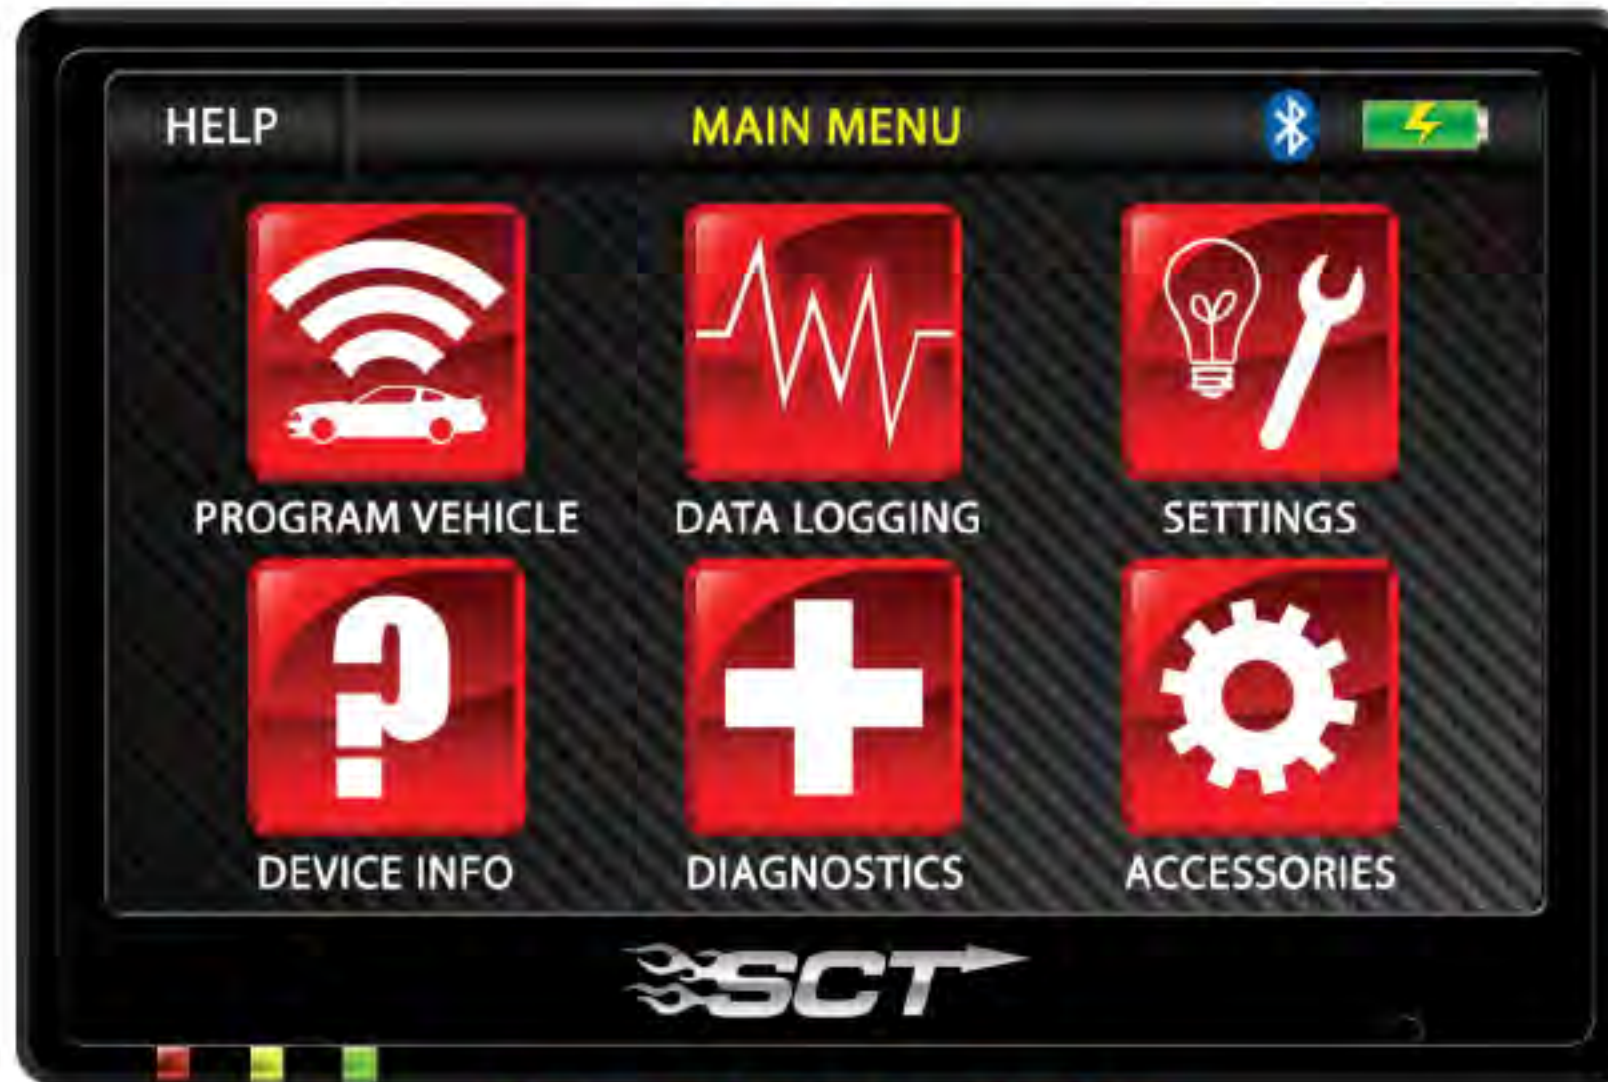 HELP
MAIN MENU
PROGRAM VEHICLE
DATA LOGGING
SETTINGS
DEVICE INFO
DIAGNOSTICS
ACCESSORIES
SCT